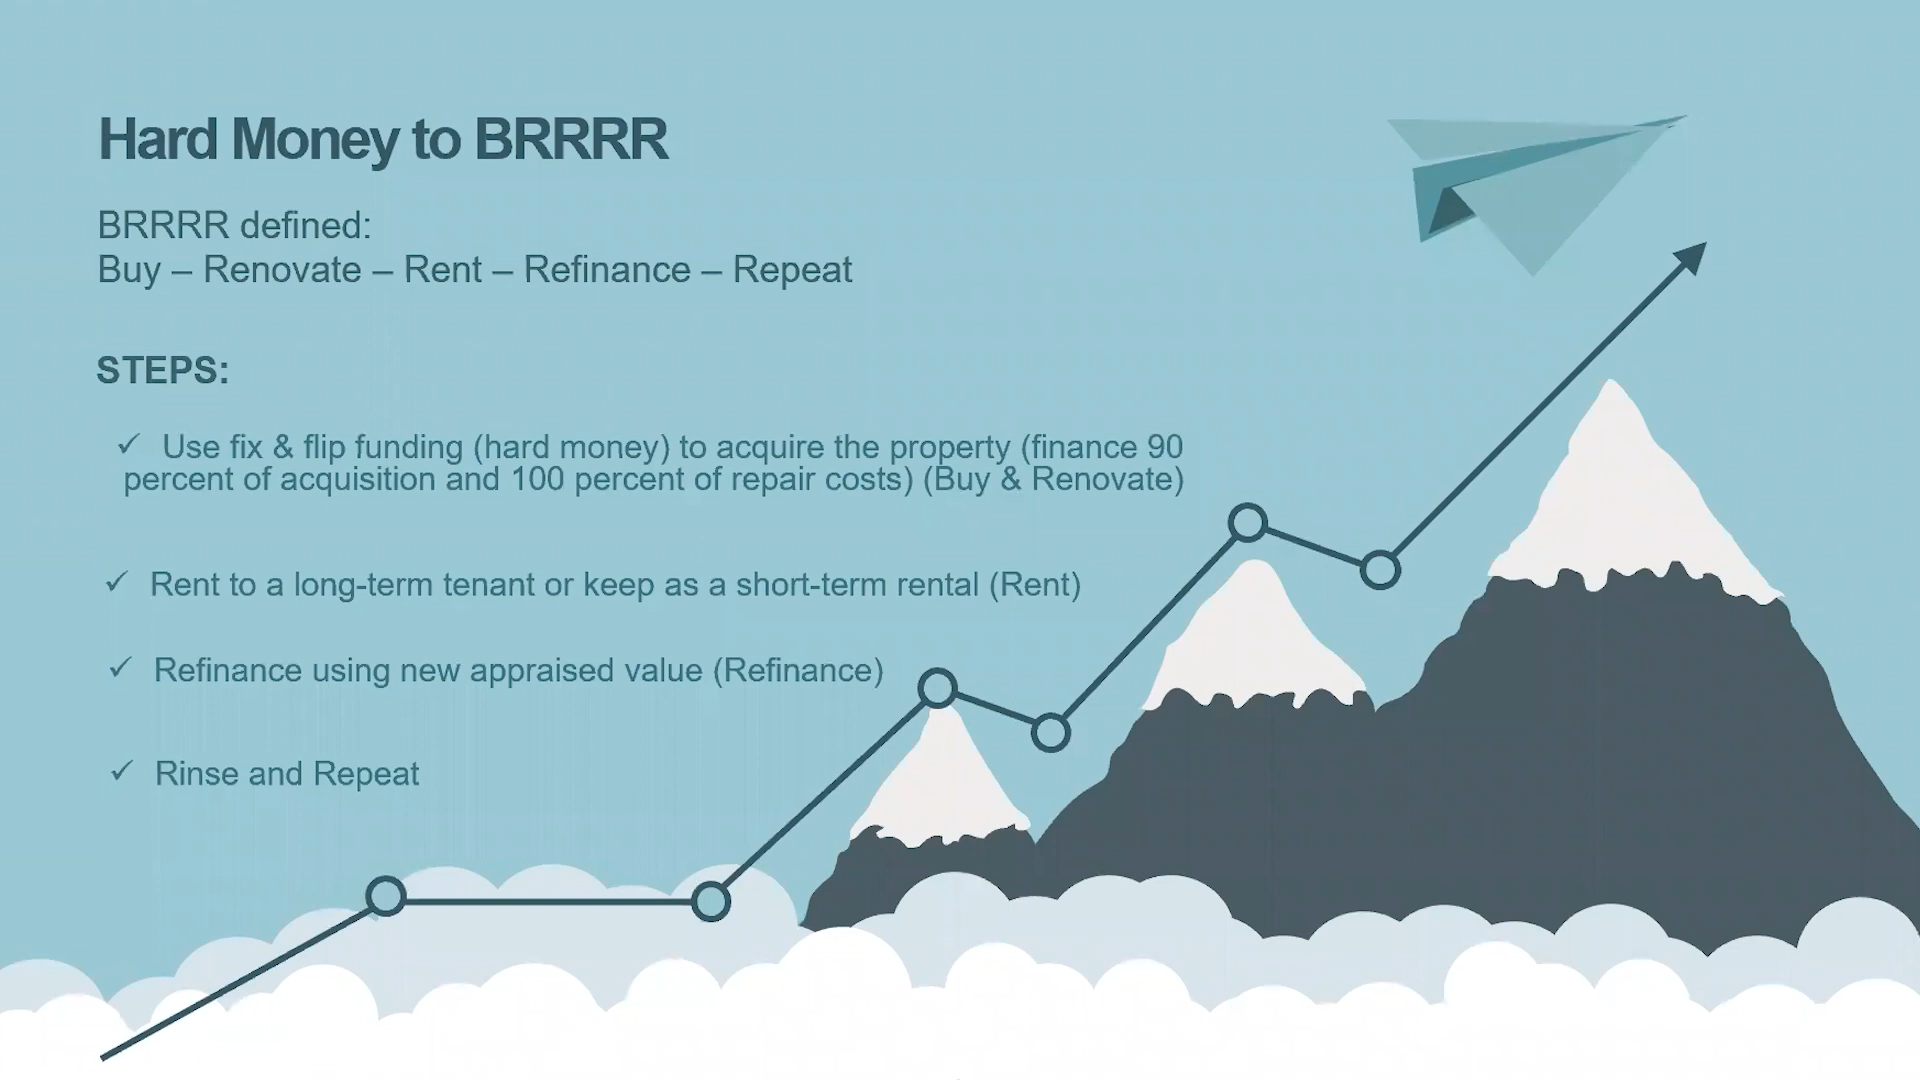 Hard Money to BRRRR
BRRRR defined:
Buy – Renovate – Rent – Refinance – Repeat
STEPS:
✓ Use fix & flip funding (hard money) to acquire the property (finance 90
percent of acquisition and 100 percent of repair costs) (Buy & Renovate)
✓ Rent to a long-term tenant or keep as a short-term rental (Rent)
✓ Refinance using new appraised value (Refinance)
✓ Rinse and Repeat